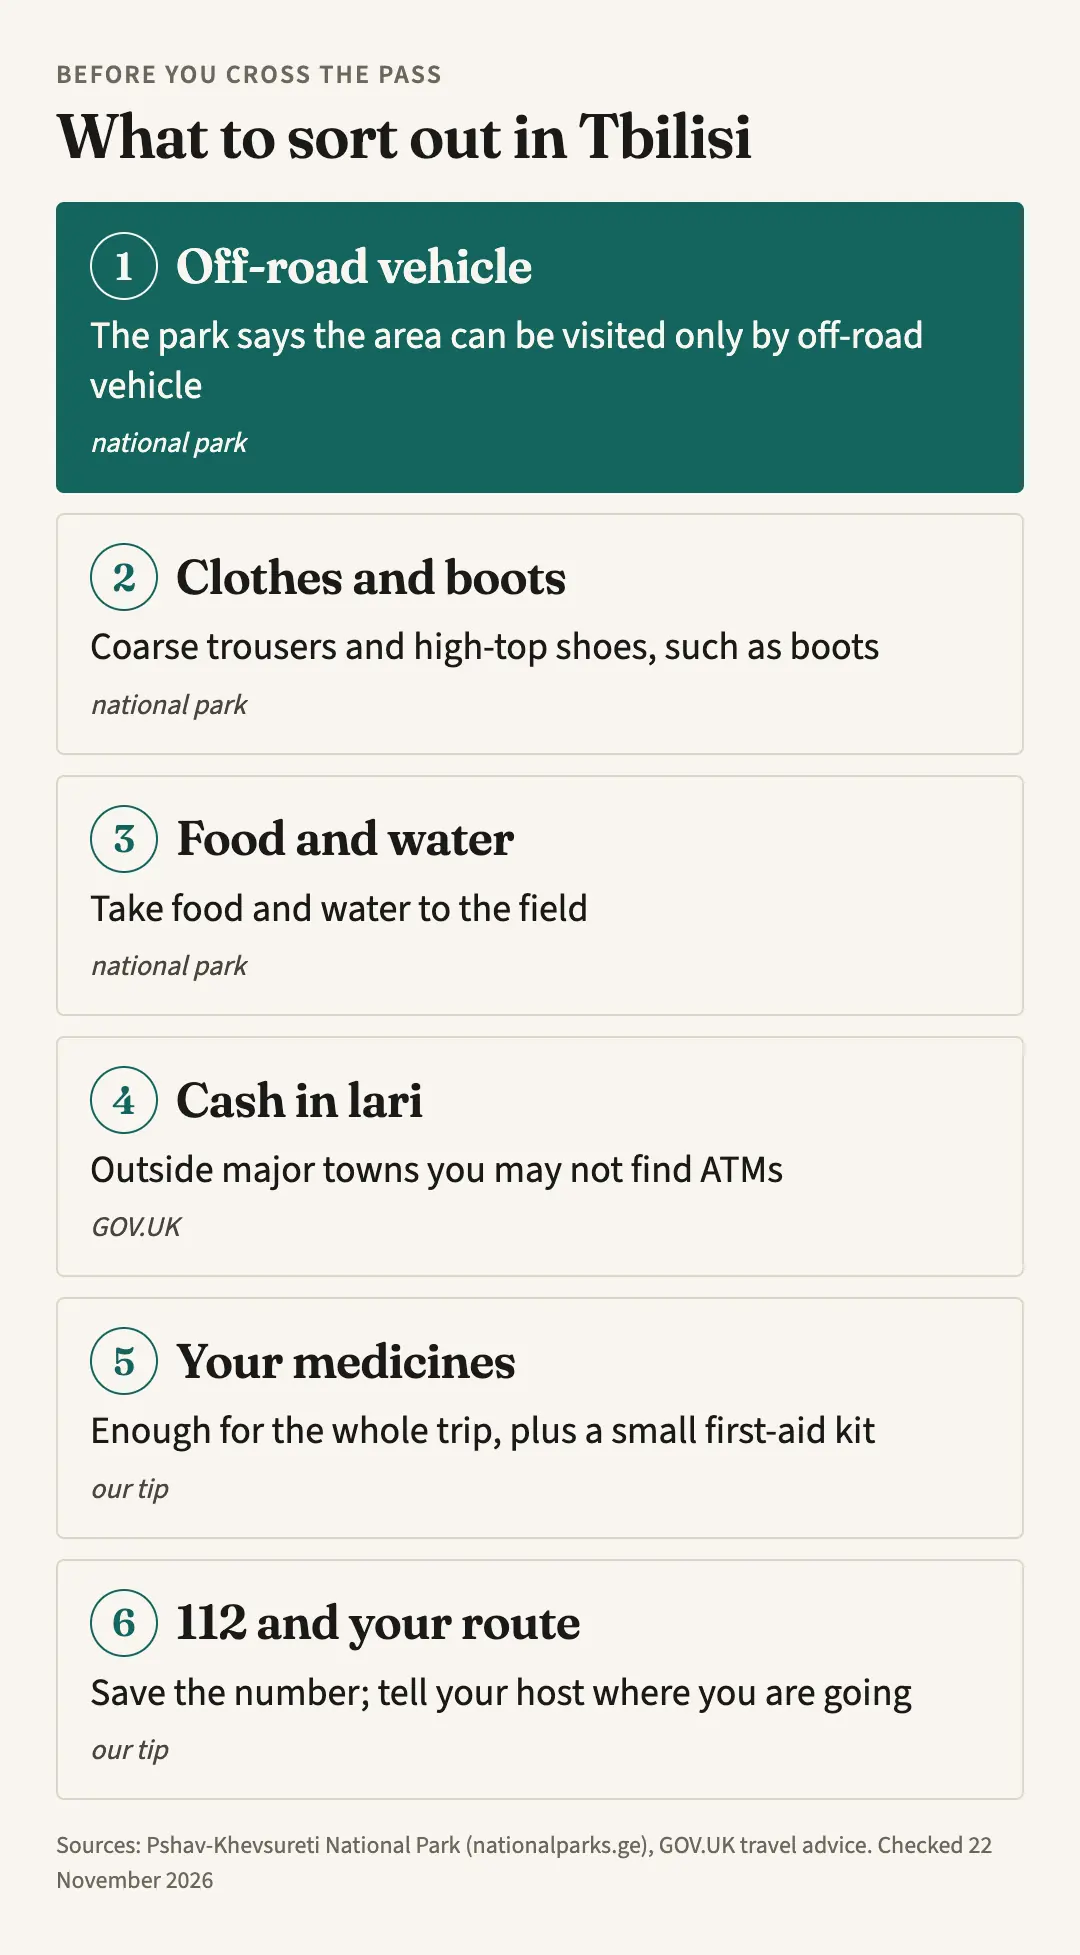 BEFORE YOU CROSS THE PASS
What to sort out in Tbilisi
1 Off-road vehicle
The park says the area can be visited only by off-road
vehicle
national park
2 Clothes and boots
Coarse trousers and high-top shoes, such as boots
national park
3 Food and water
Take food and water to the field
national park
4 Cash in lari
Outside major towns you may not find ATMs
GOV.UK
5 Your medicines
Enough for the whole trip, plus a small first-aid kit
our tip
6 112 and your route
Save the number; tell your host where you are going
our tip
Sources: Pshav-Khevsureti National Park (nationalparks.ge), GOV.UK travel advice. Checked 22
November 2026